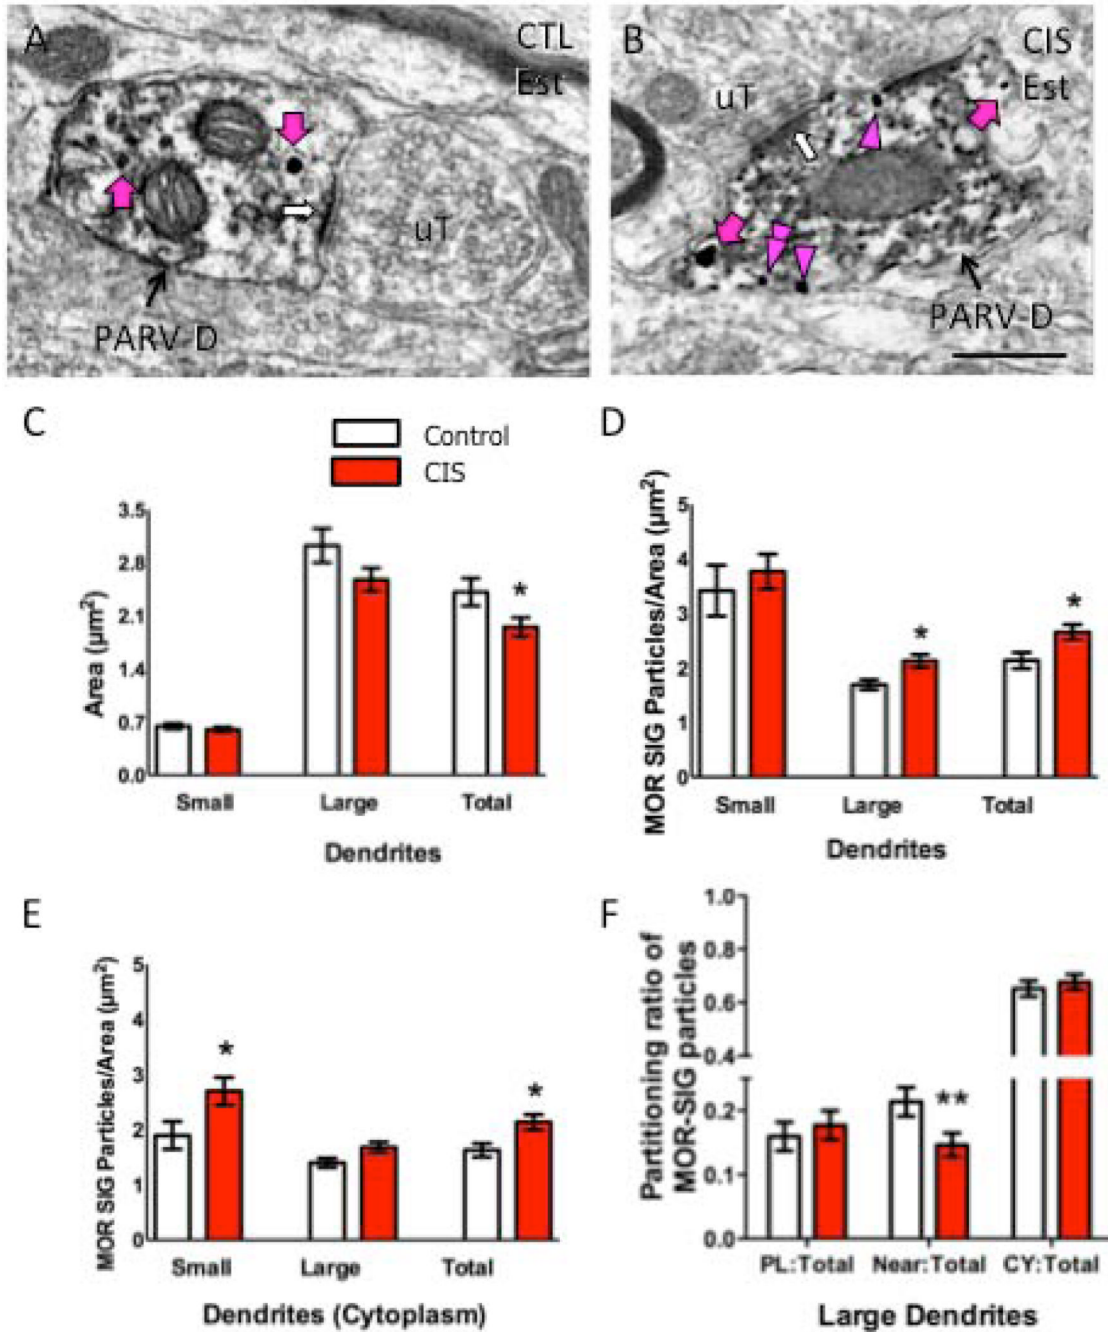 A
CTL
Est
uT
PARV-D
B
CIS
Est
uT
PARV-D
C
Control
CIS
Area (µm²)
3.5
2.8
2.1
1.4
0.7
0.0
*
Small Large Total
Dendrites
D
MOR SIG Particles/Area (µm²)
5
4
3
2
1
0
*
*
Small Large Total
Dendrites
E
MOR SIG Particles/Area (µm²)
5
4
3
2
1
0
*
*
Small Large Total
Dendrites (Cytoplasm)
F
Partitioning ratio of
MOR-SIG particles
1.0
0.8
0.6
0.4
0.2
0.1
0.0
**
PL:Total Near:Total CY:Total
Large Dendrites